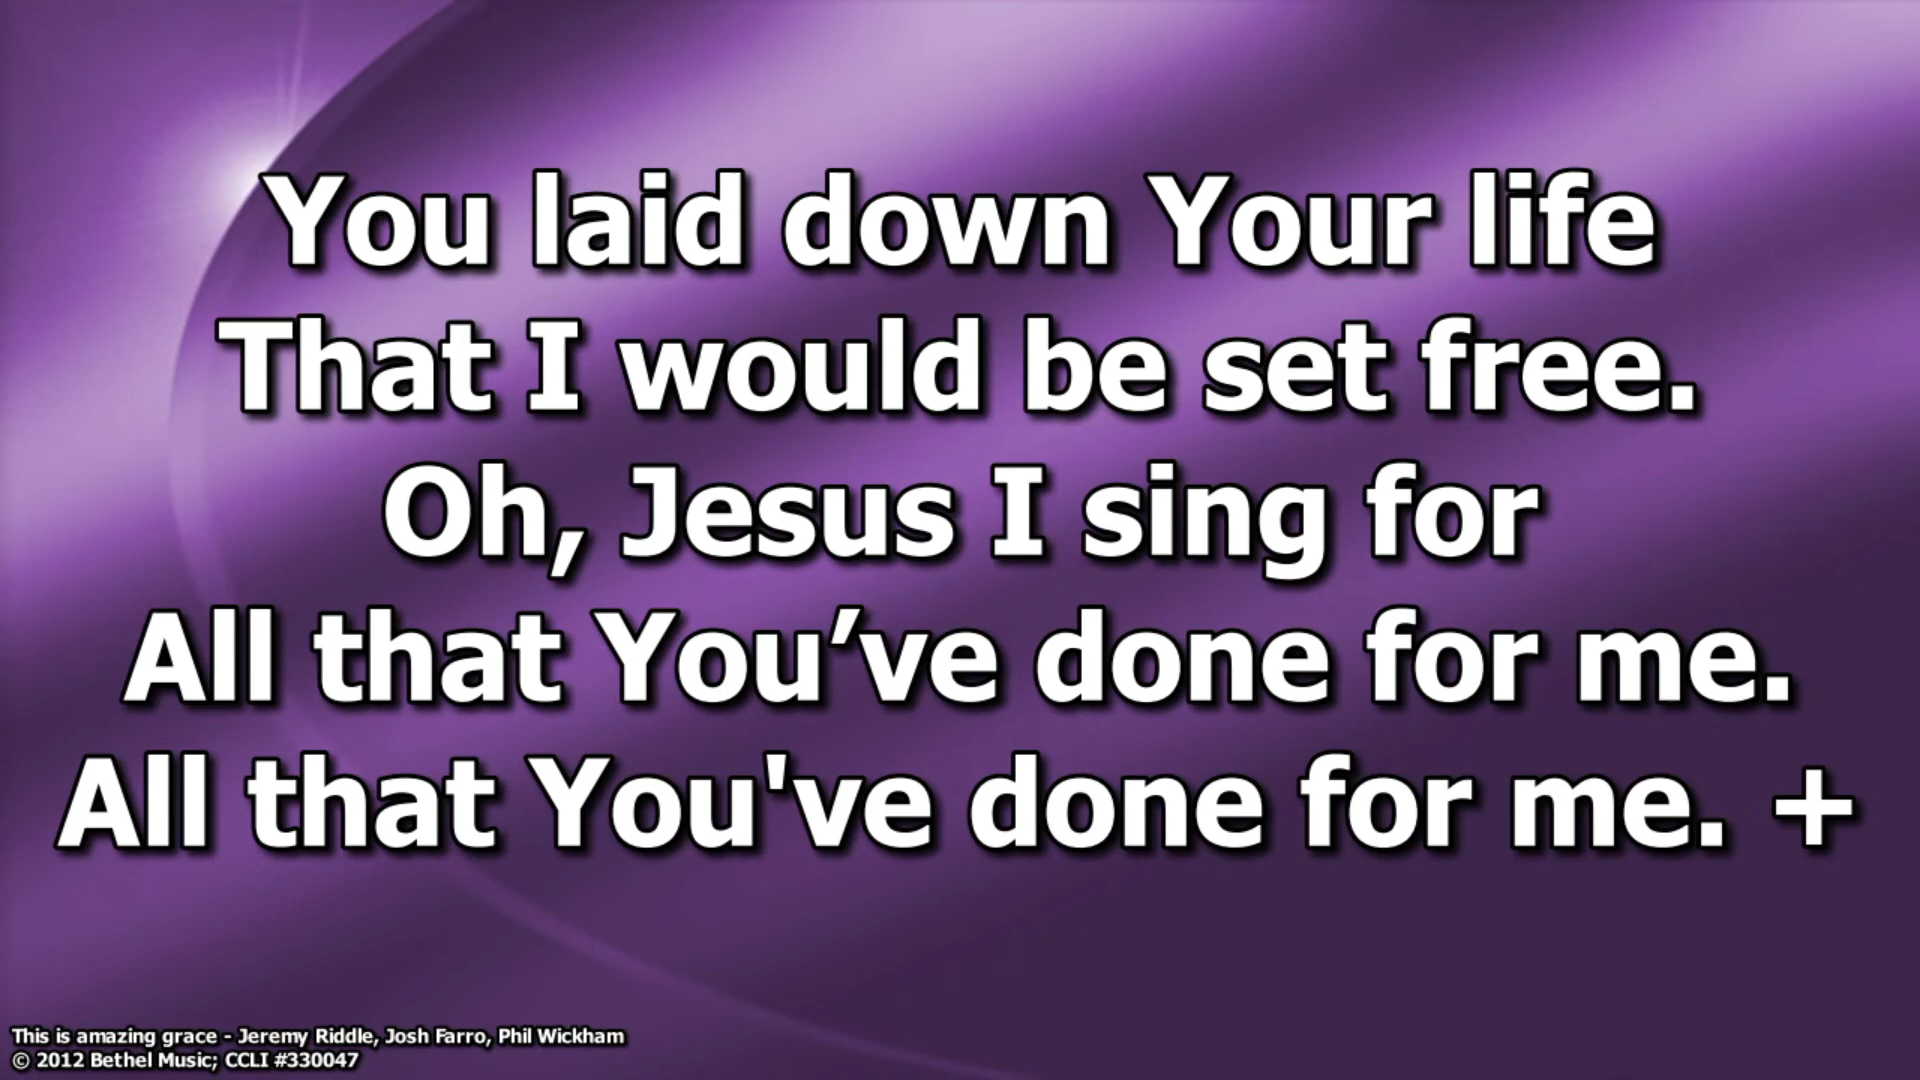 You laid down Your life
That I would be set free.
Oh, Jesus I sing for
All that You’ve done for me.
All that You've done for me. +
This is amazing grace - Jeremy Riddle, Josh Farro, Phil Wickham
© 2012 Bethel Music; CCLI #330047